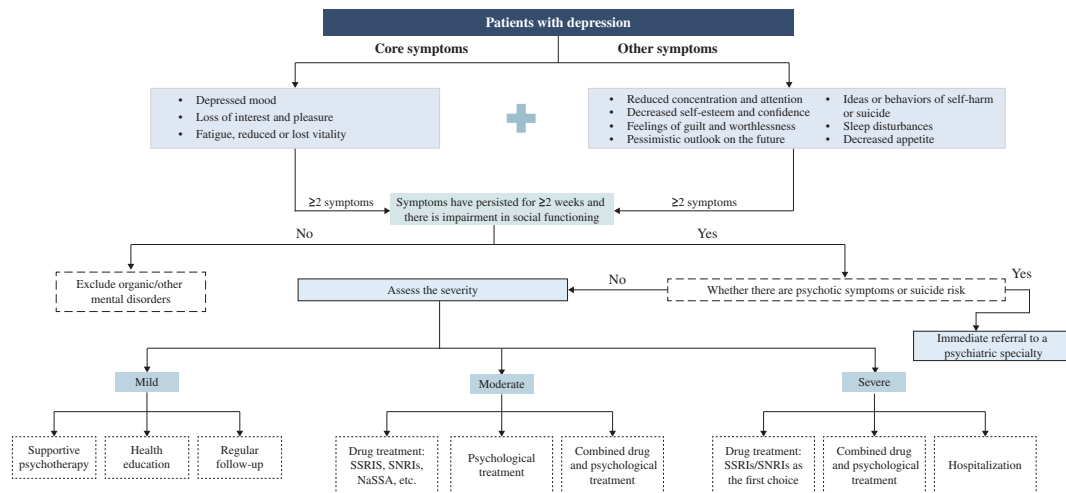 Patients with depression
Core symptoms
Other symptoms
• Depressed mood
• Loss of interest and pleasure
• Fatigue, reduced or lost vitality
• Reduced concentration and attention
• Decreased self-esteem and confidence
• Feelings of guilt and worthlessness
• Pessimistic outlook on the future
• Ideas or behaviors of self-harm
or suicide
• Sleep disturbances
• Decreased appetite
≥2 symptoms
Symptoms have persisted for ≥2 weeks and
there is impairment in social functioning
≥2 symptoms
No
Yes
Exclude organic/other
mental disorders
Assess the severity
No
Whether there are psychotic symptoms or suicide risk
Yes
Immediate referral to a
psychiatric specialty
Mild
Moderate
Severe
Supportive
psychotherapy
Health
education
Regular
follow-up
Drug treatment:
SSRIS, SNRIs,
NaSSA, etc.
Psychological
treatment
Combined drug
and psychological
treatment
Drug treatment:
SSRIs/SNRIs as
the first choice
Combined drug
and psychological
treatment
Hospitalization